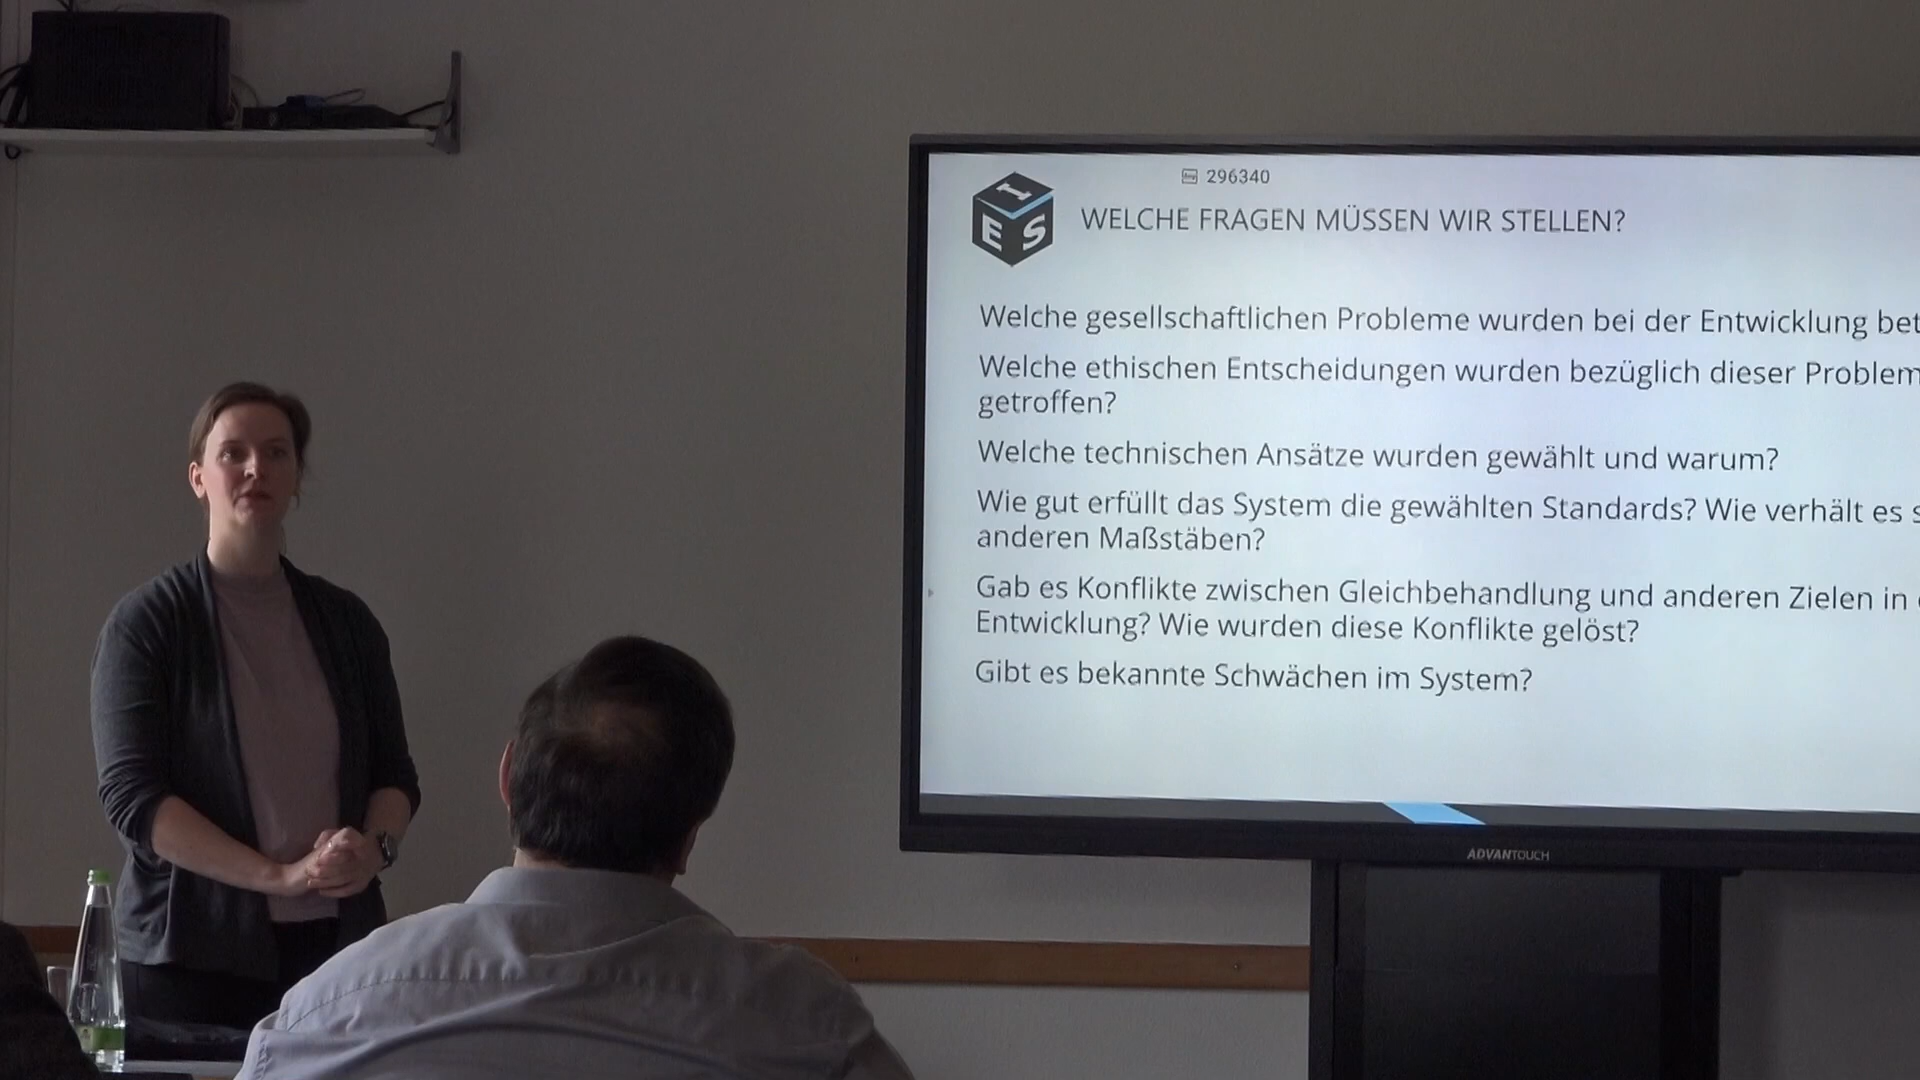 296340
I
E S
WELCHE FRAGEN MÜSSEN WIR STELLEN?
Welche gesellschaftlichen Probleme wurden bei der Entwicklung
Welche ethischen Entscheidungen wurden bezüglich dieser
getroffen?
Welche technischen Ansätze wurden gewählt und warum?
Wie gut erfüllt das System die gewählten Standards? Wie verhält es
anderen Maßstäben?
Gab es Konflikte zwischen Gleichbehandlung und anderen Zielen in
Entwicklung? Wie wurden diese Konflikte gelöst?
Gibt es bekannte Schwächen im System?
ADVANTOUCH